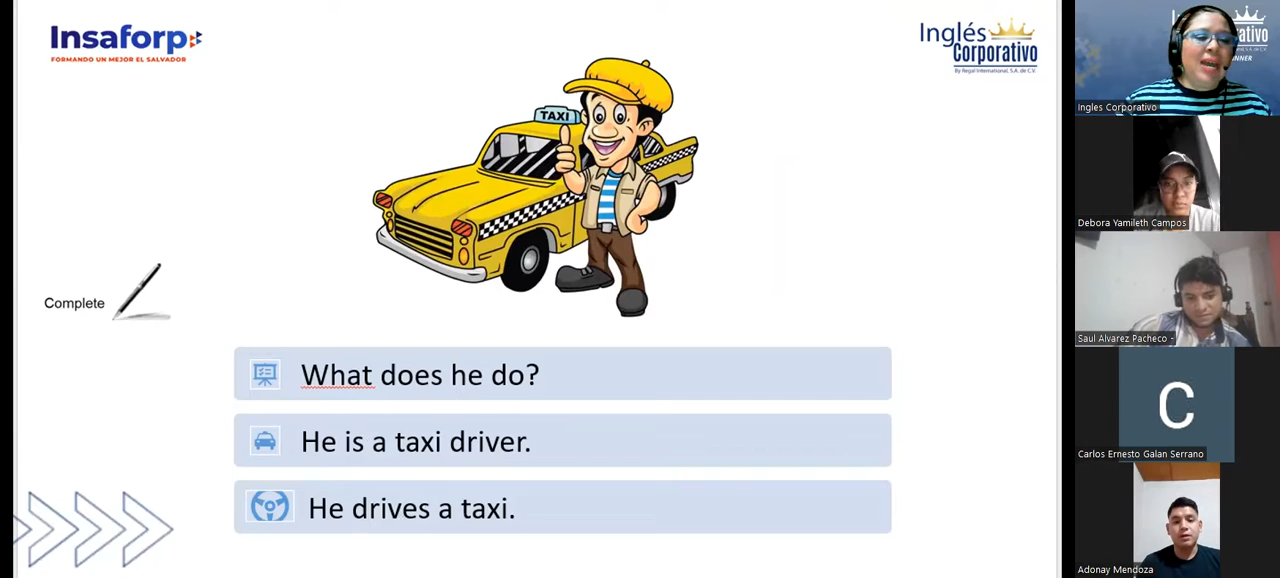 Insaforp
FORMANDO UN MEJOR EL SALVADOR
Inglés
Corporativo
By Regal International, S.A. de C.V.
TAXI
Complete
What does he do?
He is a taxi driver.
He drives a taxi.
Ingles Corporativo
Debora Yamileth Campos
Saul Alvarez Pacheco -
C
Carlos Ernesto Galan Serrano
Adonay Mendoza